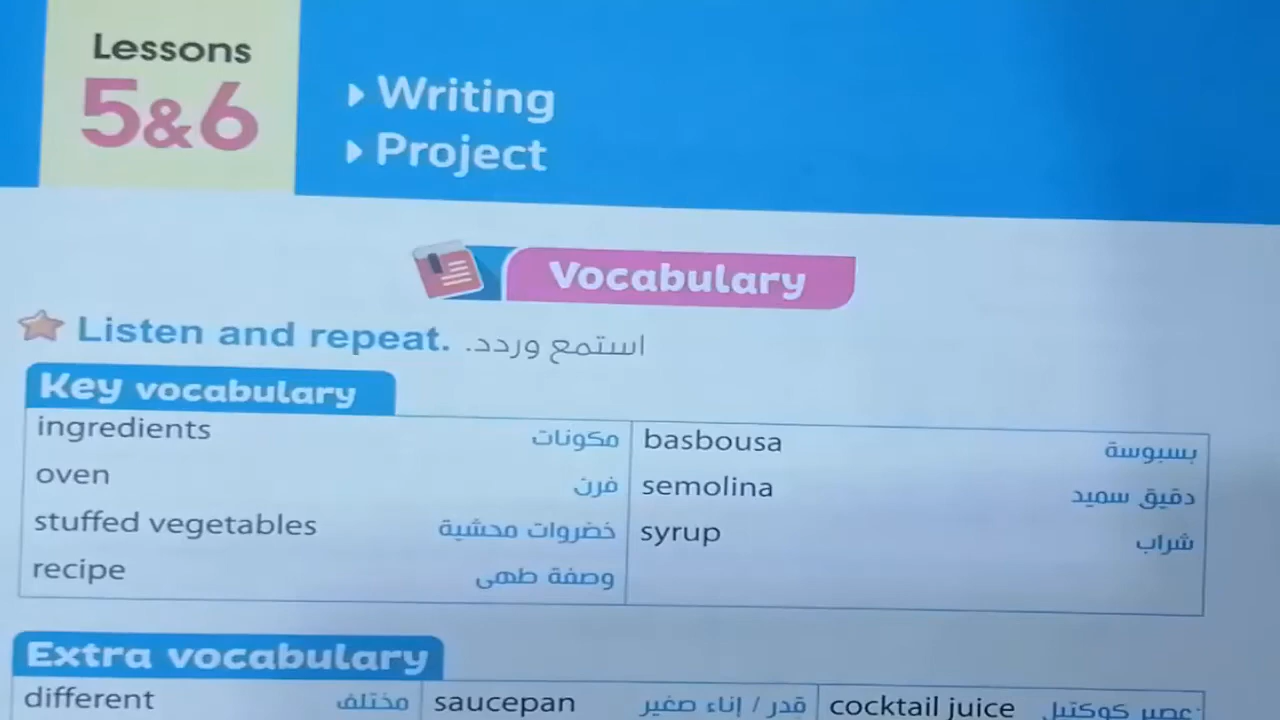 Lessons
5&6
Writing
Project
Vocabulary
Listen and repeat. استمع وردد.
Key vocabulary
ingredients مكونات basbousa بسبوسة
oven فرن semolina دقيق سميد
stuffed vegetables خضروات محشية syrup شراب
recipe وصفة طهى
Extra vocabulary
different مختلف saucepan قدر / إناء صغير cocktail juice عصير كوكتيل